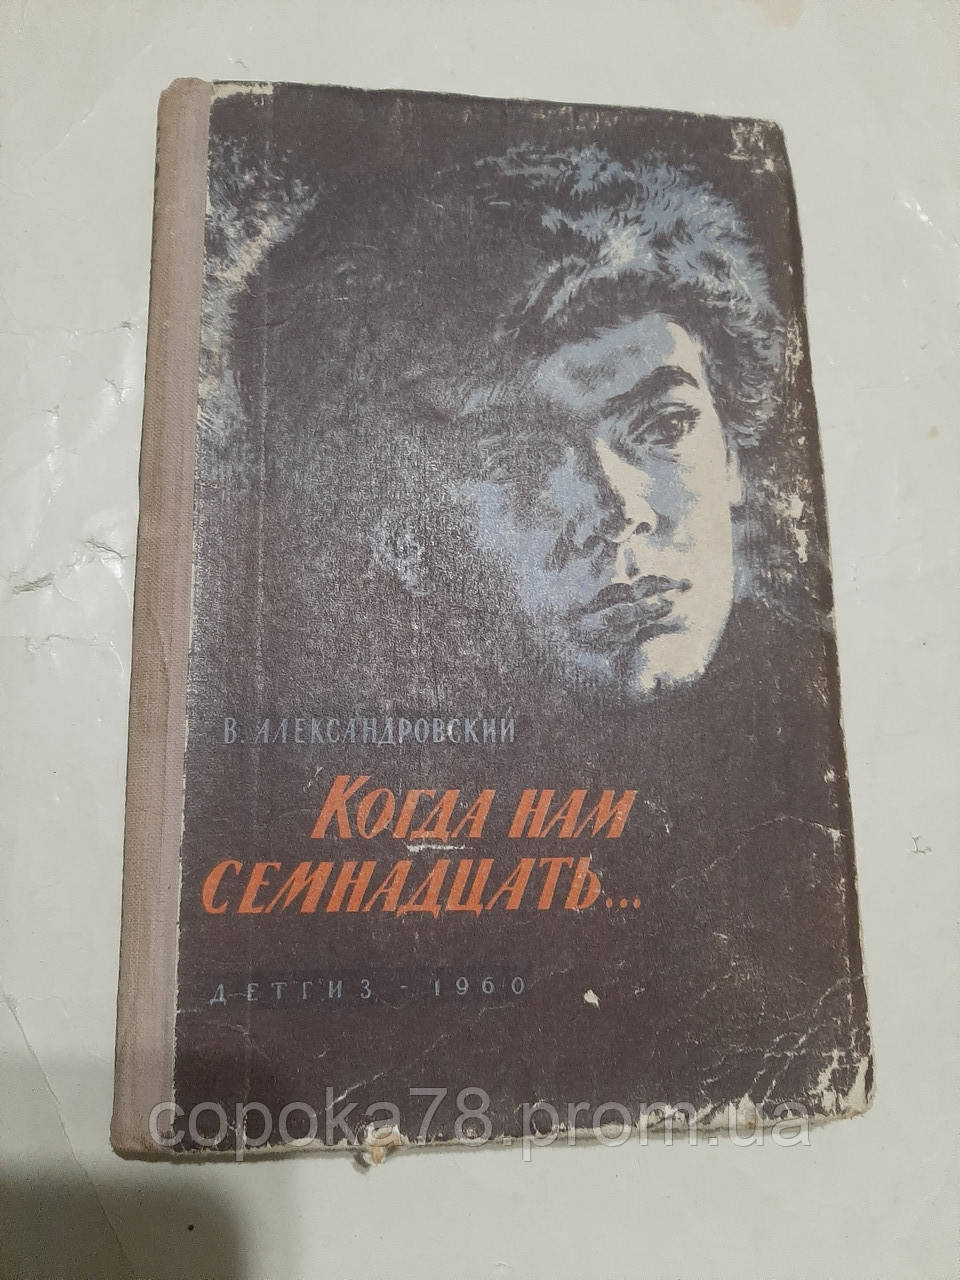 В. АЛЕКСАНДРОВСКИЙ
КОГДА НАМ
СЕМНАДЦАТЬ...
ДЕТГИЗ - 1960
copoka78.prom.ua